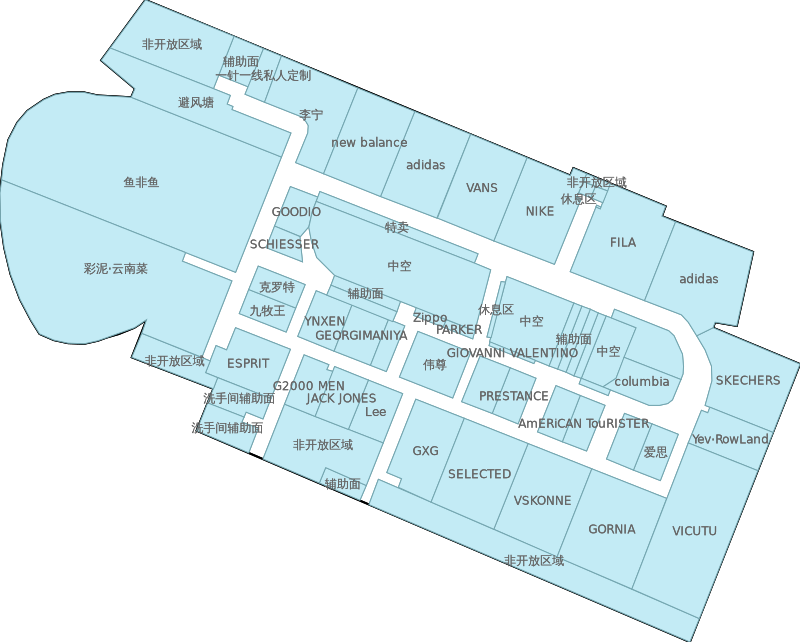 非开放区域
辅助面
一针一线私人定制
避风塘
李宁
new balance
adidas
VANS
NIKE
非开放区域
休息区
FILA
adidas
鱼非鱼
GOODIO
特卖
SCHIESSER
中空
彩泥·云南菜
克罗特
辅助面
九牧王
YNXEN
GEORGIMANIYA
Zippo
PARKER
休息区
中空
GIOVANNI VALENTINO
辅助面
中空
非开放区域
ESPRIT
伟尊
columbia
SKECHERS
G2000 MEN
JACK JONES
Lee
洗手间辅助面
PRESTANCE
洗手间辅助面
AmERICAN TouRISTER
Yev·RowLand
非开放区域
GXG
爱思
SELECTED
辅助面
VSKONNE
GORNIA
VICUTU
非开放区域